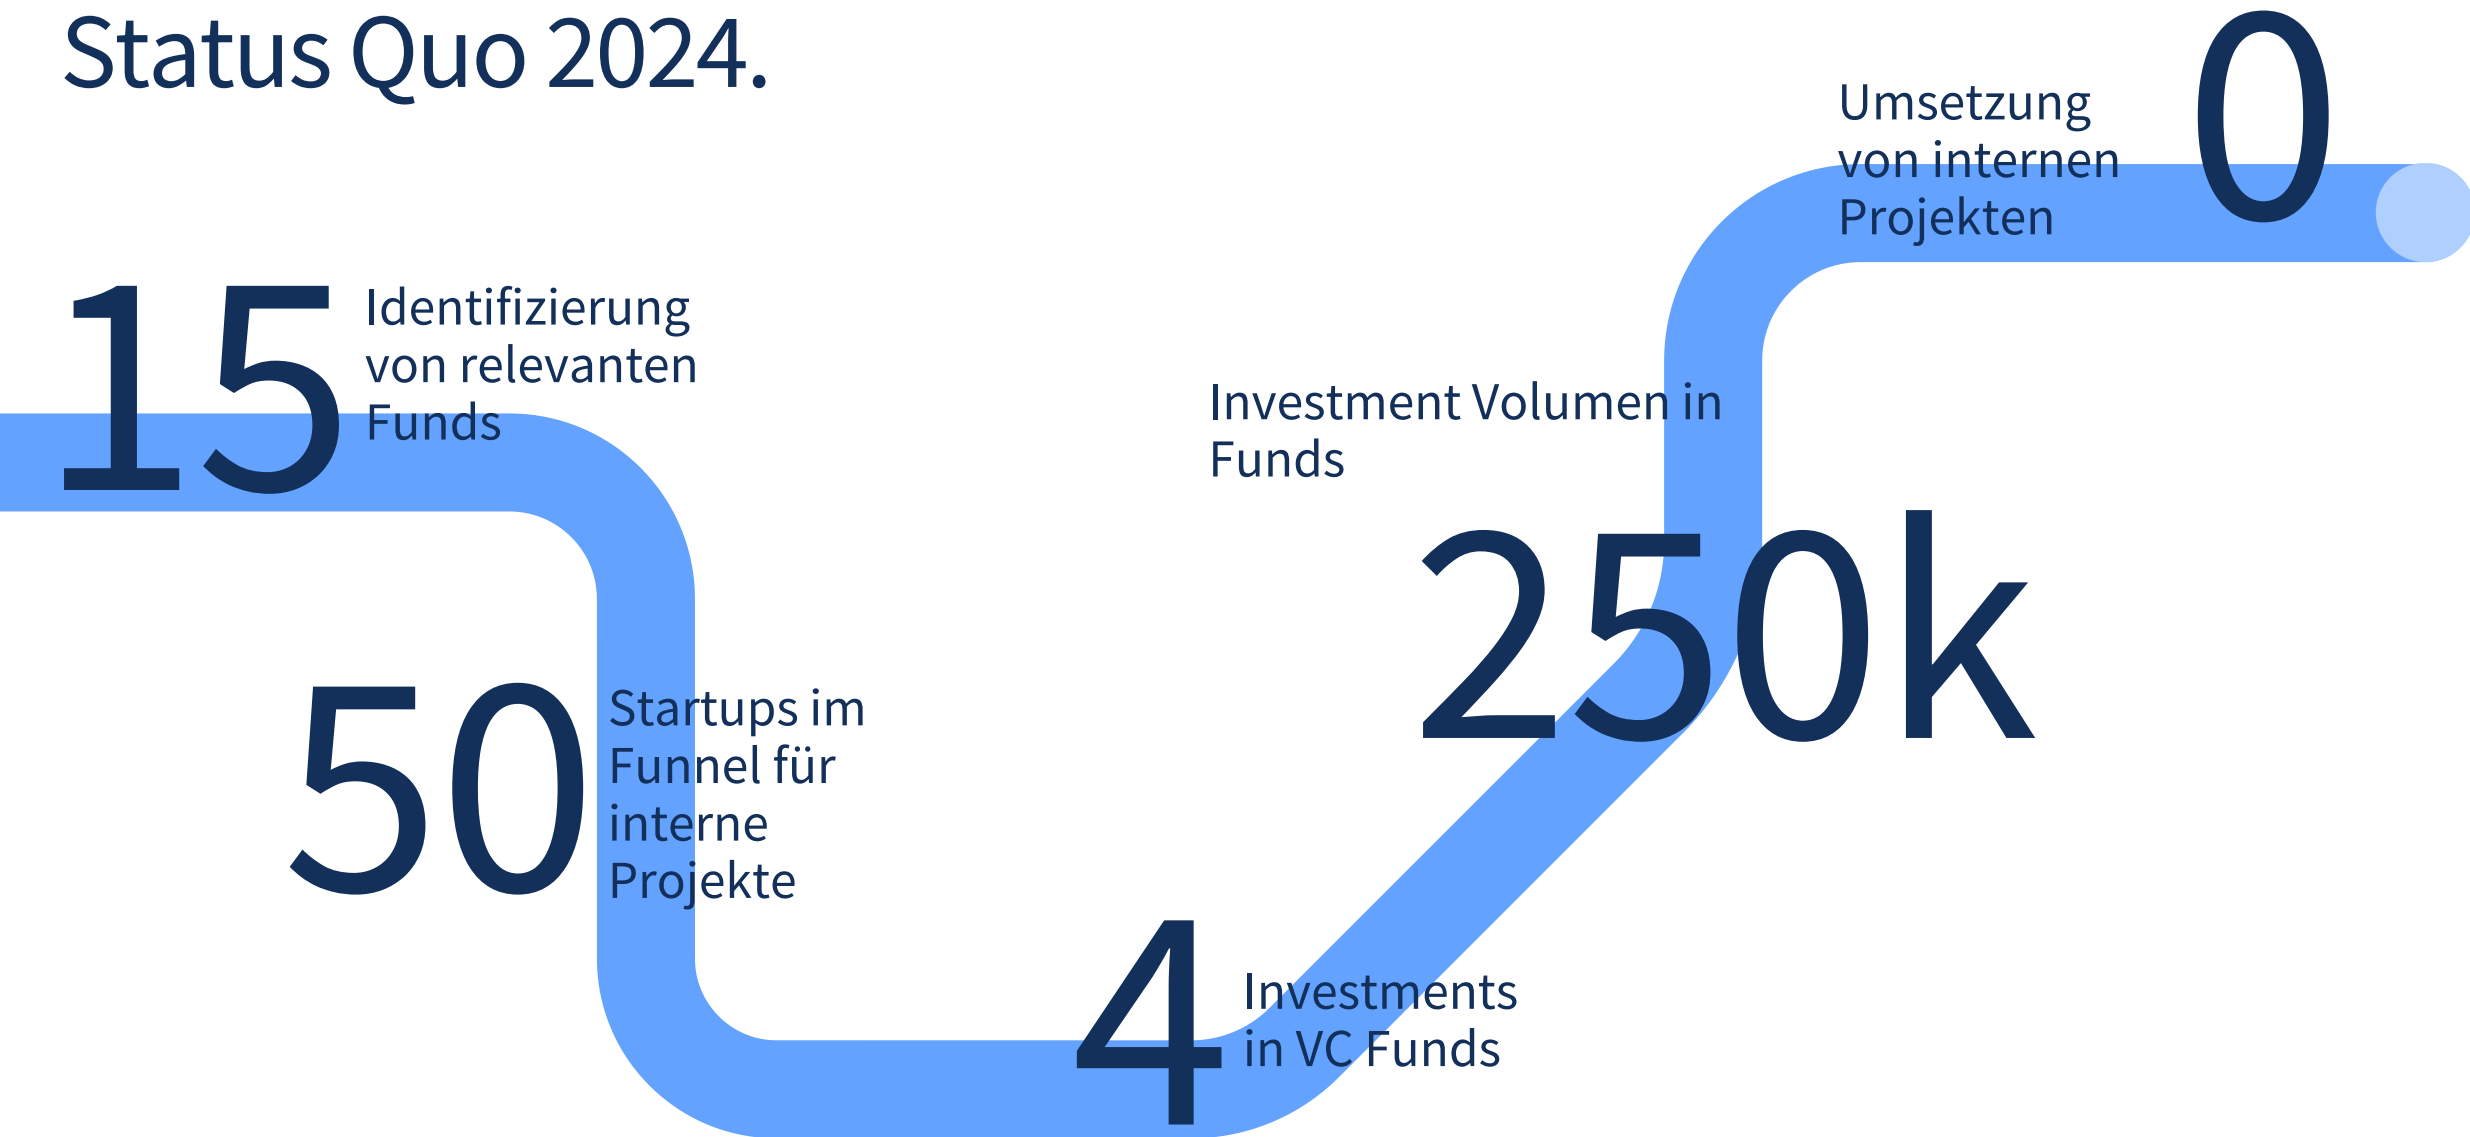 Status Quo 2024.
15
Identifizierung
von relevanten
Funds
50
Startups im
Funnel für
interne
Projekte
4
Investments
in VC Funds
Investment Volumen in
Funds
250k
Umsetzung
von internen
Projekten
0